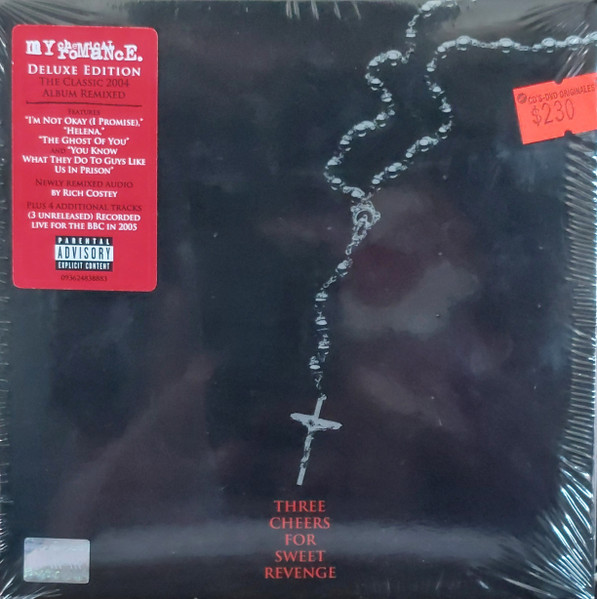 my chemical romance.
DELUXE EDITION
THE CLASSIC 2004
ALBUM REMIXED
FEATURES
"I'M NOT OKAY (I PROMISE),"
"HELENA,"
"THE GHOST OF YOU"
AND "YOU KNOW
WHAT THEY DO TO GUYS LIKE
US IN PRISON"
NEWLY REMIXED AUDIO
BY RICH COSTEY
PLUS 4 ADDITIONAL TRACKS
(3 UNRELEASED) RECORDED
LIVE FOR THE BBC IN 2005
PARENTAL
ADVISORY
EXPLICIT CONTENT
CD'S-DVD ORIGINALES
$230
THREE
CHEERS
FOR
SWEET
REVENGE